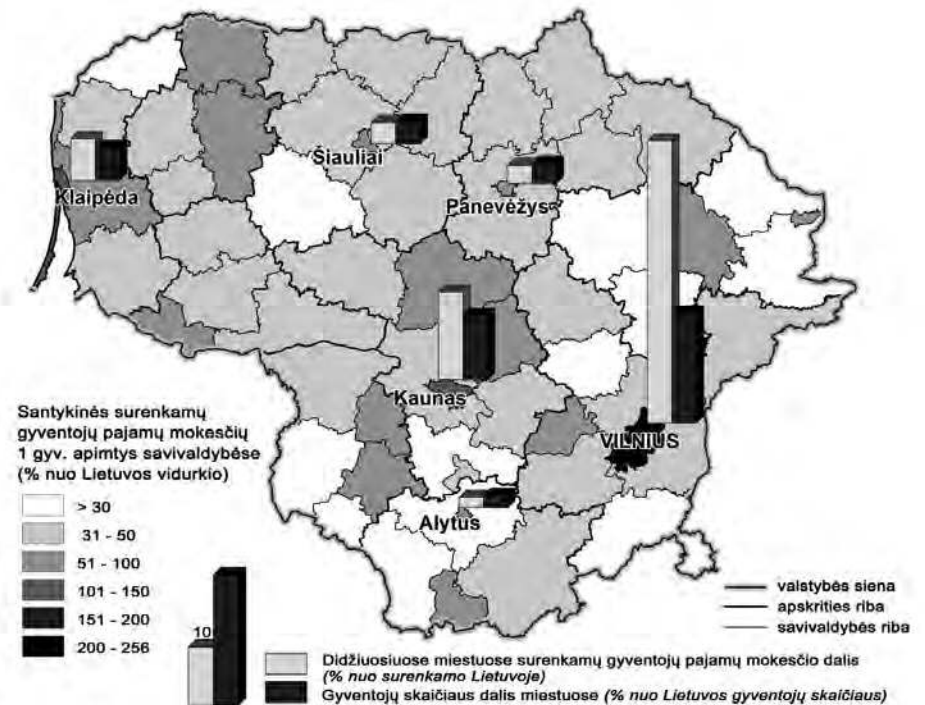 Šiauliai
Klaipėda
Panevėžys
Kaunas
VILNIUS
Alytus
Santykinės surenkamų
gyventojų pajamų mokesčių
1 gyv. apimtys savivaldybėse
(% nuo Lietuvos vidurkio)
> 30
31 - 50
51 - 100
101 - 150
151 - 200
200 - 256
10
valstybės siena
apskrities riba
savivaldybės riba
Didžiuosiuose miestuose surenkamų gyventojų pajamų mokesčio dalis
(% nuo surenkamo Lietuvoje)
Gyventojų skaičiaus dalis miestuose (% nuo Lietuvos gyventojų skaičiaus)